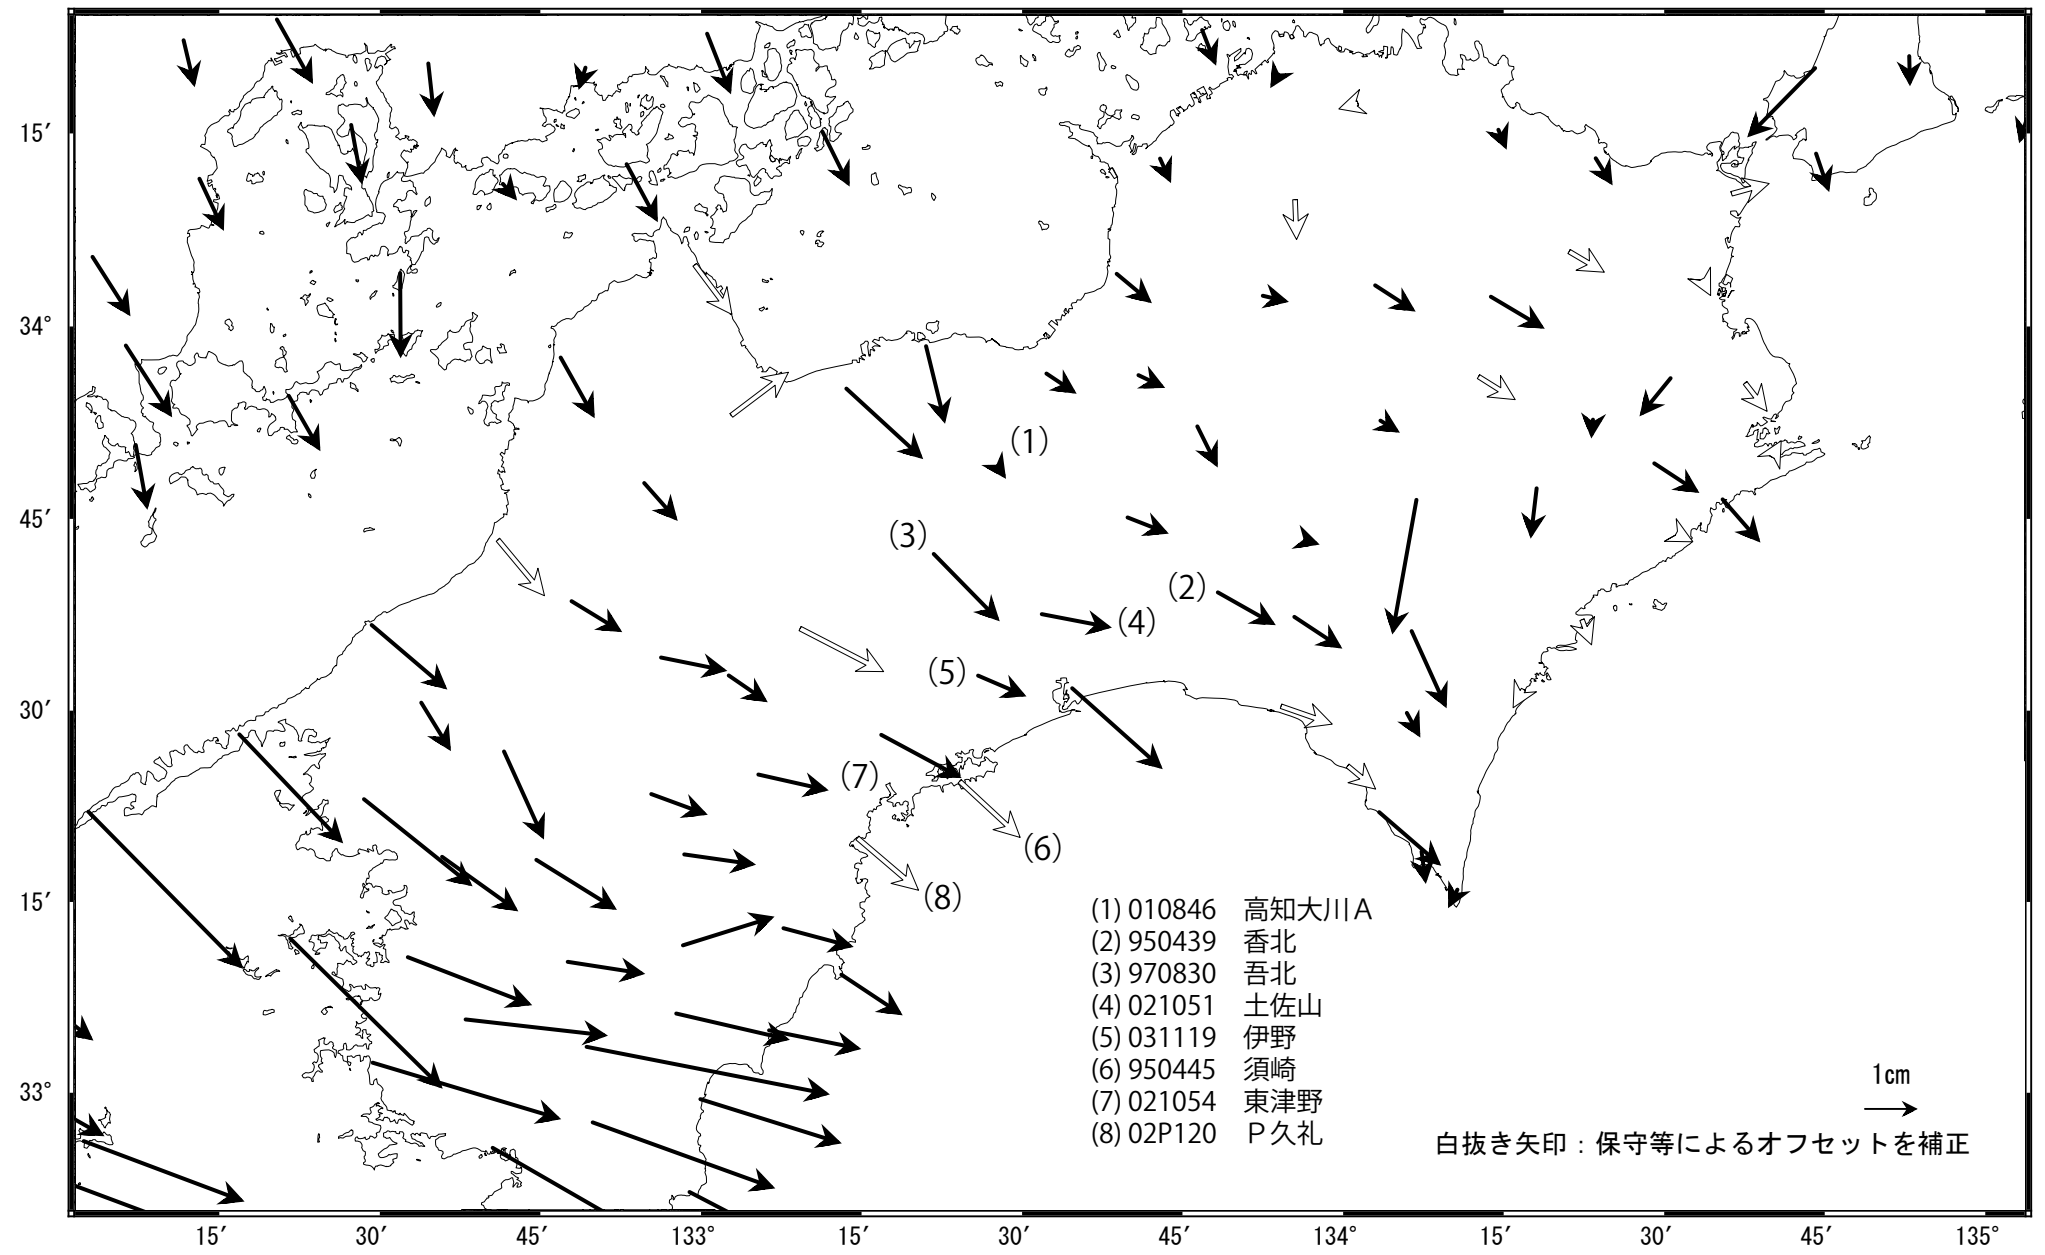 15′
34°
45′
30′
15′
33°
(1)
(3)
(2)
(4)
(5)
(7)
(6)
(8)
(1) 010846 高知大川Ａ
(2) 950439 香北
(3) 970830 吾北
(4) 021051 土佐山
(5) 031119 伊野
(6) 950445 須崎
(7) 021054 東津野
(8) 02P120 Ｐ久礼
1cm
白抜き矢印：保守等によるオフセットを補正
15′ 30′ 45′ 133° 15′ 30′ 45′ 134° 15′ 30′ 45′ 135°